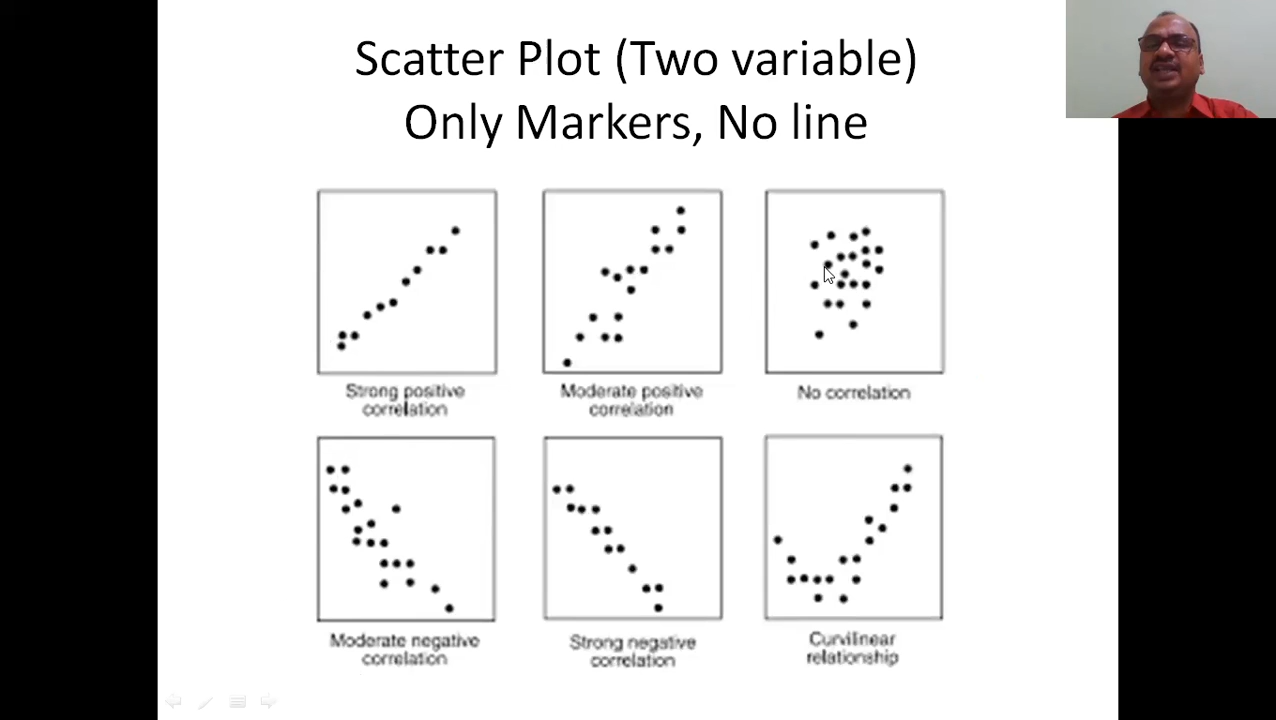 Scatter Plot (Two variable)
Only Markers, No line
Strong positive
correlation
Moderate positive
correlation
No correlation
Moderate negative
correlation
Strong negative
correlation
Curvilinear
relationship